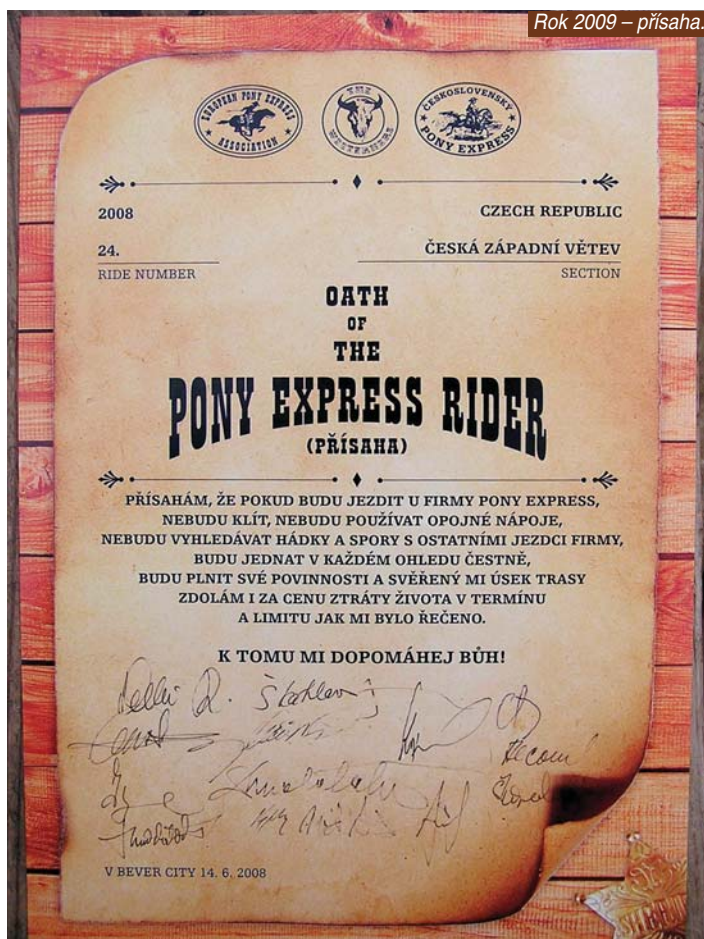 Rok 2009 – přísaha.
EUROPEAN PONY EXPRESS
ASSOCIATION
THE
WESTERNERS
ČESKOSLOVENSKÝ
PONY EXPRESS
2008
CZECH REPUBLIC
24.
ČESKÁ ZÁPADNÍ VĚTEV
RIDE NUMBER
SECTION
OATH
OF
THE
PONY EXPRESS RIDER
(PŘÍSAHA)
PŘÍSAHÁM, ŽE POKUD BUDU JEZDIT U FIRMY PONY EXPRESS,
NEBUDU KLÍT, NEBUDU POUŽÍVAT OPOJNÉ NÁPOJE,
NEBUDU VYHLEDÁVAT HÁDKY A SPORY S OSTATNÍMI JEZDCI FIRMY,
BUDU JEDNAT V KAŽDÉM OHLEDU ČESTNĚ,
BUDU PLNIT SVÉ POVINNOSTI A SVĚŘENÝ MI ÚSEK TRASY
ZDOLÁM I ZA CENU ZTRÁTY ŽIVOTA V TERMÍNU
A LIMITU JAK MI BYLO ŘEČENO.
K TOMU MI DOPOMÁHEJ BŮH!
V BEVER CITY 14. 6. 2008